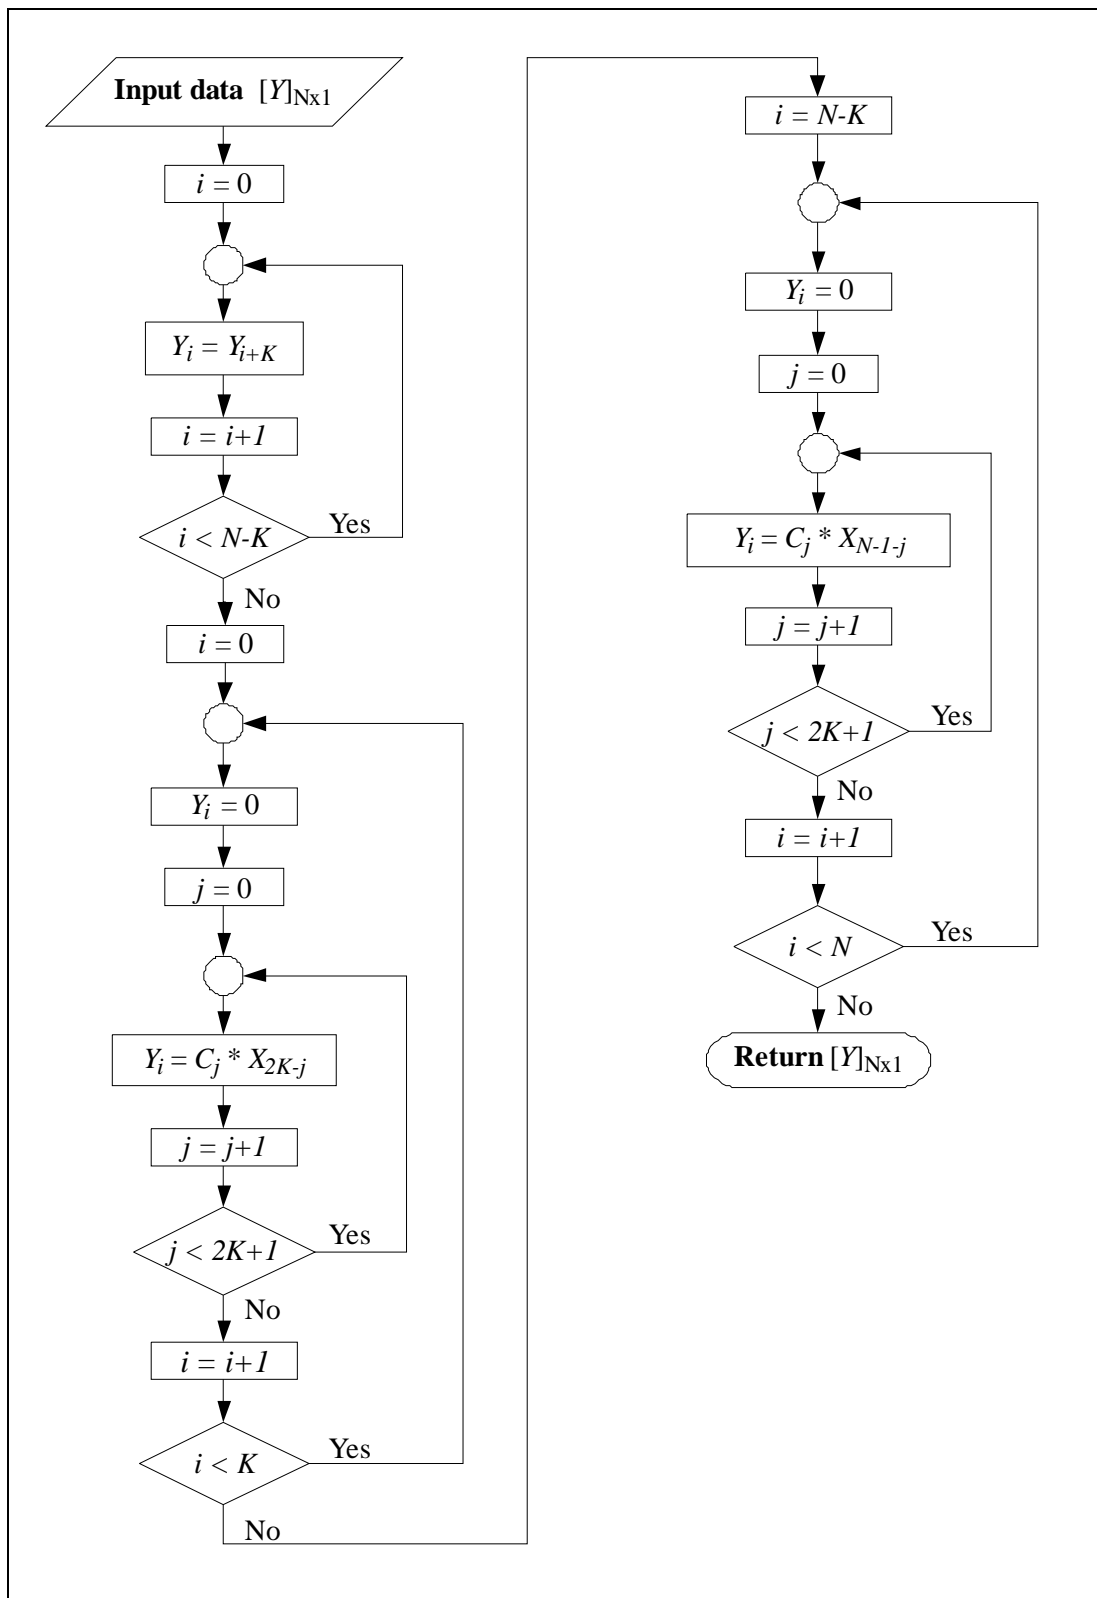 Input data [Y]Nx1
i = 0
Yi = Yi+K
i = i+1
i < N-K
Yes
No
i = 0
Yi = 0
j = 0
Yi = Cj * X2K-j
j = j+1
j < 2K+1
Yes
No
i = i+1
i < K
Yes
No
i = N-K
Yi = 0
j = 0
Yi = Cj * XN-1-j
j = j+1
j < 2K+1
Yes
No
i = i+1
i < N
Yes
No
Return [Y]Nx1